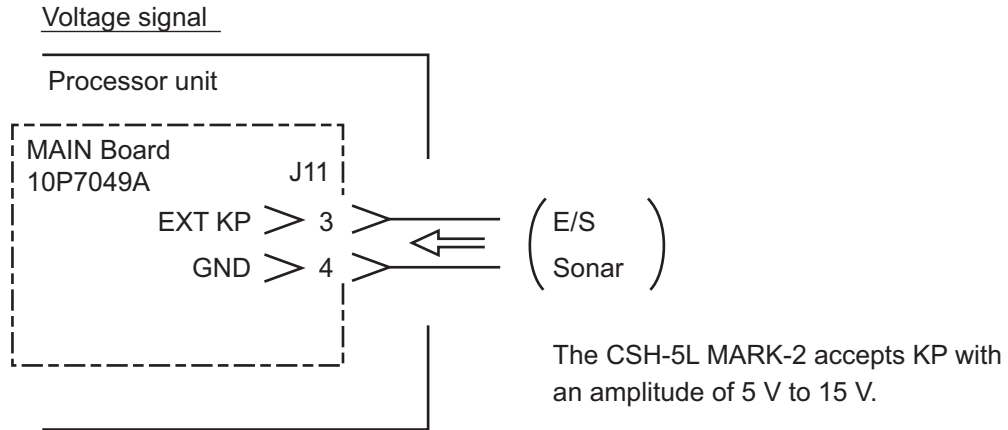 Voltage signal
Processor unit
MAIN Board
10P7049A
J11
EXT KP 3
GND 4
E/S
Sonar
The CSH-5L MARK-2 accepts KP with
an amplitude of 5 V to 15 V.